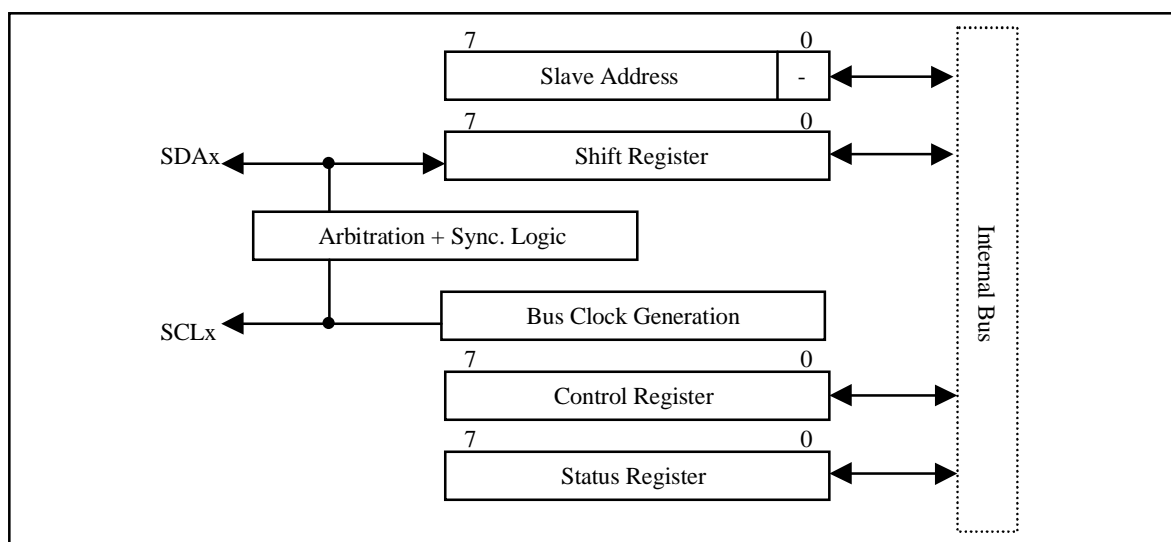 7 0
Slave Address -
7 0
SDAx Shift Register
Arbitration + Sync. Logic
Internal Bus
SCLx Bus Clock Generation
7 0
Control Register
7 0
Status Register